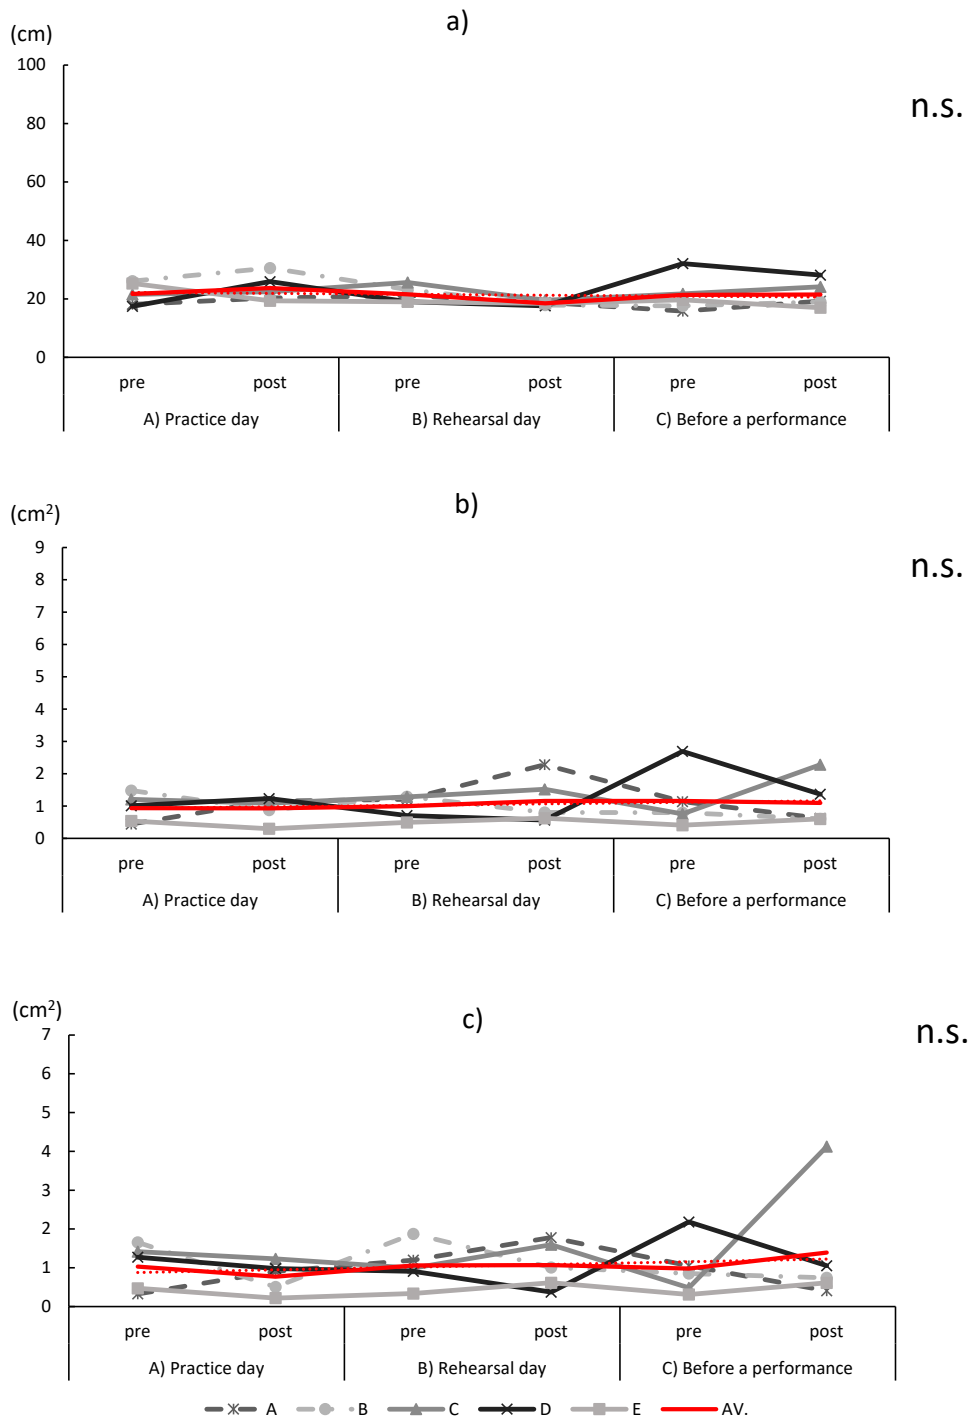 a)
(cm)
n.s.
100
80
60
40
20
0
pre post pre post pre post
A) Practice day B) Rehearsal day C) Before a performance
b)
(cm²)
n.s.
9
8
7
6
5
4
3
2
1
0
pre post pre post pre post
A) Practice day B) Rehearsal day C) Before a performance
(cm²)
c)
n.s.
7
6
5
4
3
2
1
0
pre post pre post pre post
A) Practice day B) Rehearsal day C) Before a performance
A B C D E AV.